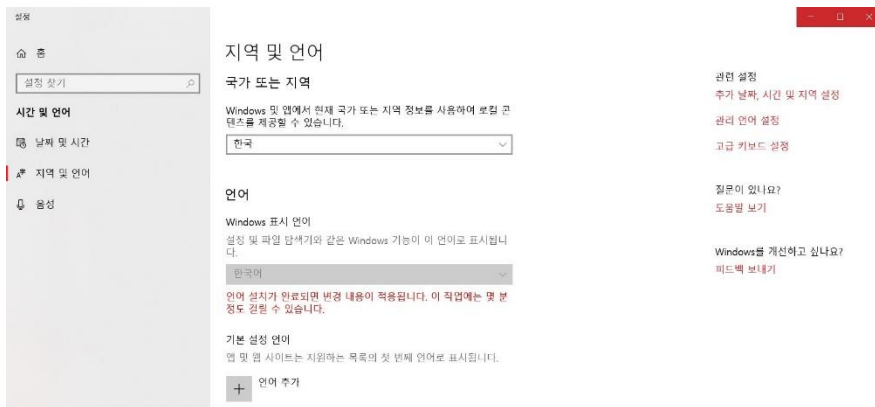 설정
홈
설정 찾기
시간 및 언어
날짜 및 시간
지역 및 언어
음성
지역 및 언어
국가 또는 지역
Windows 및 앱에서 현재 국가 또는 지역 정보를 사용하여 로컬 콘
텐츠를 제공할 수 있습니다.
한국
언어
Windows 표시 언어
설정 및 파일 탐색기와 같은 Windows 기능이 이 언어로 표시됩니
다.
한국어
언어 설치가 완료되면 변경 내용이 적용됩니다. 이 작업에는 몇 분
정도 걸릴 수 있습니다.
기본 설정 언어
앱 및 웹 사이트는 지원하는 목록의 첫 번째 언어로 표시됩니다.
언어 추가
관련 설정
추가 날짜, 시간 및 지역 설정
관리 언어 설정
고급 키보드 설정
질문이 있나요?
도움말 보기
Windows를 개선하고 싶나요?
피드백 보내기